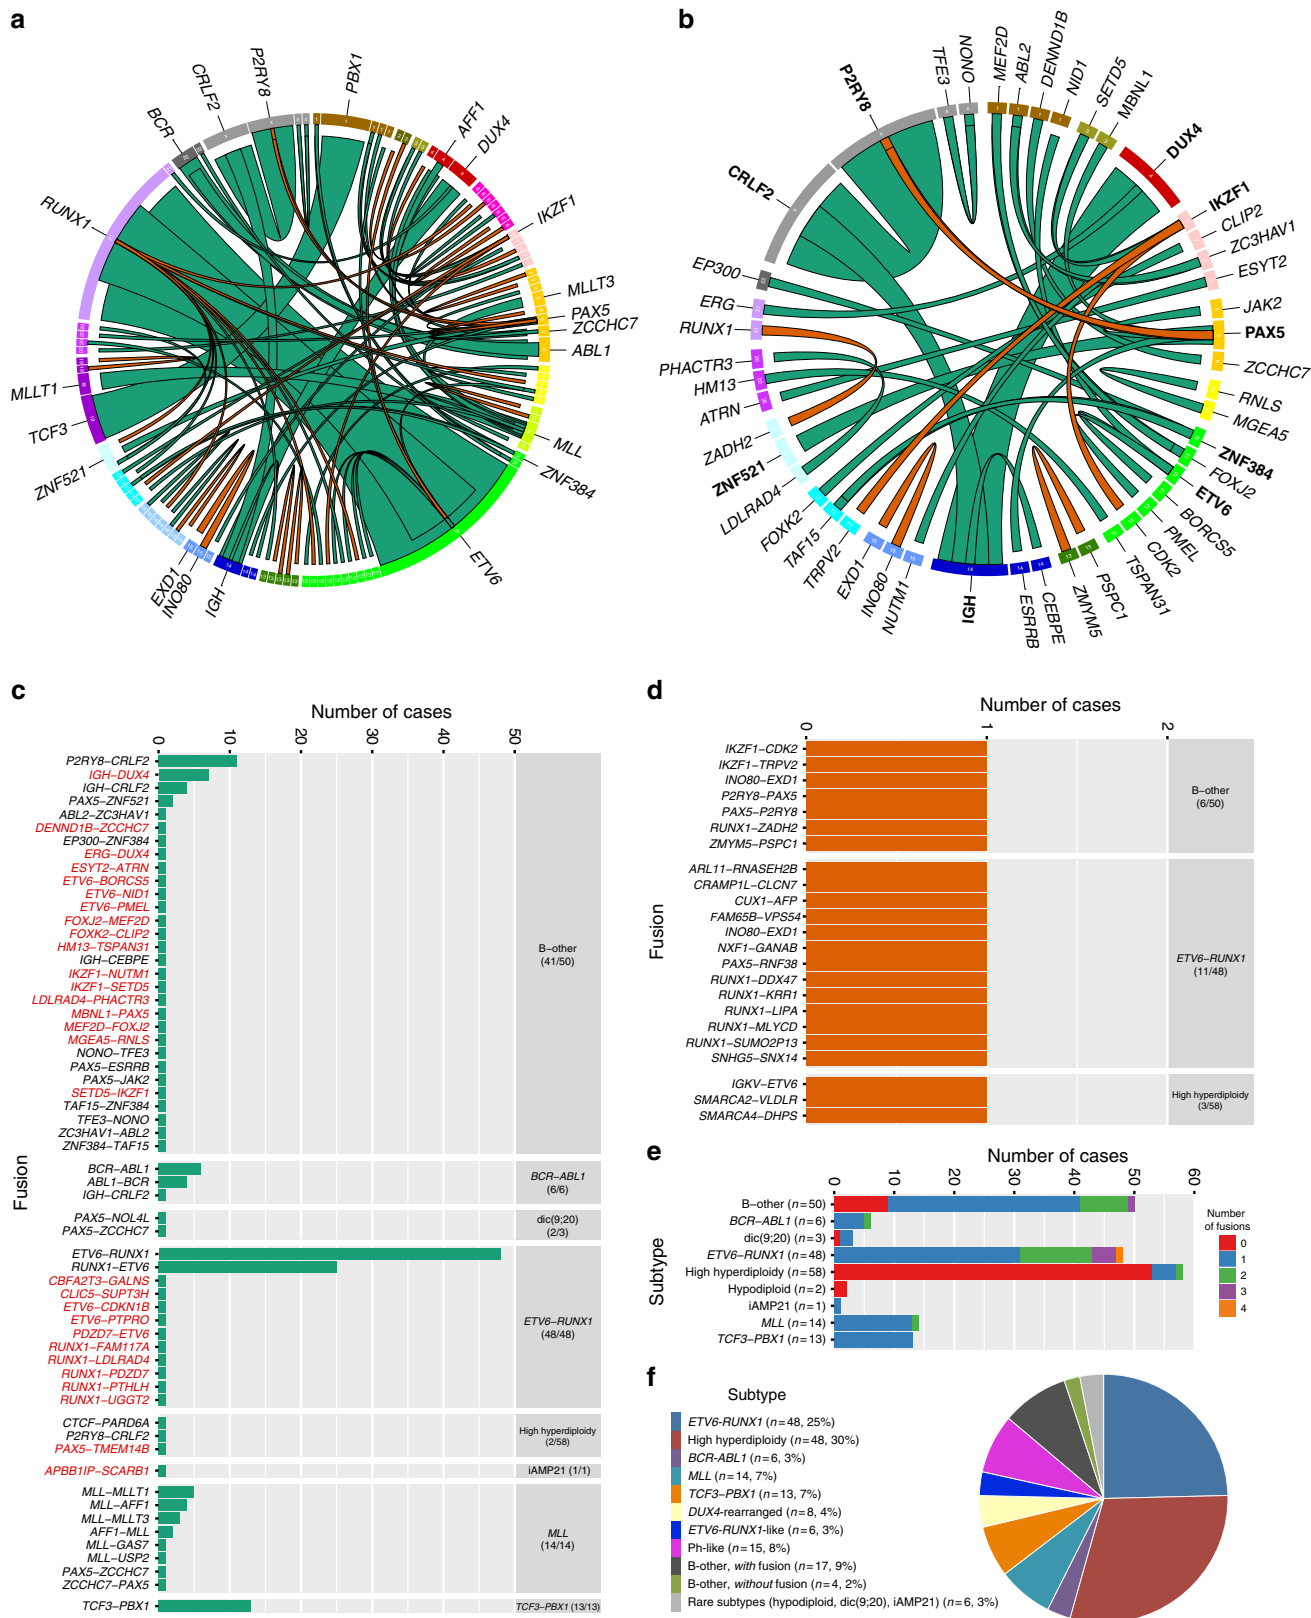 a
P2RY8
CRLF2
BCR
PBX1
AFF1
DUX4
IKZF1
MLLT3
PAX5
ZCCHC7
ABL1
MLL
ZNF384
ETV6
IGH
INO80
EXD1
ZNF521
TCF3
MLLT1
RUNX1
b
P2RY8
TFE3
ONON
MEF2D
ABL2
DENND1B
NID1
SETD5
MBNL1
DUX4
IKZF1
CLIP2
ZC3HAV1
ESYT2
JAK2
PAX5
ZCCHC7
RNLS
MGEA5
ZNF384
FOXJ2
ETV6
BORCS5
PMEL
CDK2
TSPAN31
PSPC1
ZMYM5
CEBPE
ESRRB
IGH
NUTM1
INO80
EXD1
TRPV2
TAF15
FOXK2
LDLRAD4
ZNF521
ZADH2
ATRN
HM13
PHACTR3
RUNX1
ERG
EP300
CRLF2
c
Number of cases
0 10 20 30 40 50
Fusion
P2RY8–CRLF2
IGH–DUX4
IGH–CRLF2
PAX5–ZNF521
ABL2–ZC3HAV1
DENND1B–ZCCHC7
EP300–ZNF384
ERG–DUX4
ESYT2–ATRN
ETV6–BORCS5
ETV6–NID1
ETV6–PMEL
FOXJ2–MEF2D
FOXK2–CLIP2
HM13–TSPAN31
IGH–CEBPE
IKZF1–NUTM1
IKZF1–SETD5
LDLRAD4–PHACTR3
MBNL1–PAX5
MEF2D–FOXJ2
MGEA5–RNLS
NONO–TFE3
PAX5–ESRRB
PAX5–JAK2
SETD5–IKZF1
TAF15–ZNF384
TFE3–NONO
ZC3HAV1–ABL2
ZNF384–TAF15
B–other
(41/50)
BCR–ABL1
ABL1–BCR
IGH–CRLF2
BCR–ABL1
(6/6)
PAX5–NOL4L
PAX5–ZCCHC7
dic(9;20)
(2/3)
ETV6–RUNX1
RUNX1–ETV6
CBFA2T3–GALNS
CLIC5–SUPT3H
ETV6–CDKN1B
ETV6–PTPRO
PDZD7–ETV6
RUNX1–FAM117A
RUNX1–LDLRAD4
RUNX1–PDZD7
RUNX1–PTHLH
RUNX1–UGGT2
ETV6–RUNX1
(48/48)
CTCF–PARD6A
P2RY8–CRLF2
PAX5–TMEM14B
High hyperdiploidy
(2/58)
APBB1IP–SCARB1
iAMP21 (1/1)
MLL–MLLT1
MLL–AFF1
MLL–MLLT3
AFF1–MLL
MLL–GAS7
MLL–USP2
PAX5–ZCCHC7
ZCCHC7–PAX5
MLL
(14/14)
TCF3–PBX1
TCF3–PBX1 (13/13)
d
Number of cases
0 1 2
Fusion
IKZF1–CDK2
IKZF1–TRPV2
INO80–EXD1
P2RY8–PAX5
PAX5–P2RY8
RUNX1–ZADH2
ZMYM5–PSPC1
B–other
(6/50)
ARL11–RNASEH2B
CRAMP1L–CLCN7
CUX1–AFP
FAM65B–VPS54
INO80–EXD1
NXF1–GANAB
PAX5–RNF38
RUNX1–DDX47
RUNX1–KRR1
RUNX1–LIPA
RUNX1–MLYCD
RUNX1–SUMO2P13
SNHG5–SNX14
ETV6–RUNX1
(11/48)
IGKV–ETV6
SMARCA2–VLDLR
SMARCA4–DHPS
High hyperdiploidy
(3/58)
e
Number of cases
0 10 20 30 40 50 60
Subtype
B–other (n=50)
BCR–ABL1 (n=6)
dic(9;20) (n=3)
ETV6–RUNX1 (n=48)
High hyperdiploidy (n=58)
Hypodiploid (n=2)
iAMP21 (n=1)
MLL (n=14)
TCF3–PBX1 (n=13)
Number
of fusions
0
1
2
3
4
f
Subtype
ETV6-RUNX1 (n=48, 25%)
High hyperdiploidy (n=48, 30%)
BCR-ABL1 (n=6, 3%)
MLL (n=14, 7%)
TCF3-PBX1 (n=13, 7%)
DUX4-rearranged (n=8, 4%)
ETV6-RUNX1-like (n=6, 3%)
Ph-like (n=15, 8%)
B-other, with fusion (n=17, 9%)
B-other, without fusion (n=4, 2%)
Rare subtypes (hypodiploid, dic(9;20), iAMP21) (n=6, 3%)